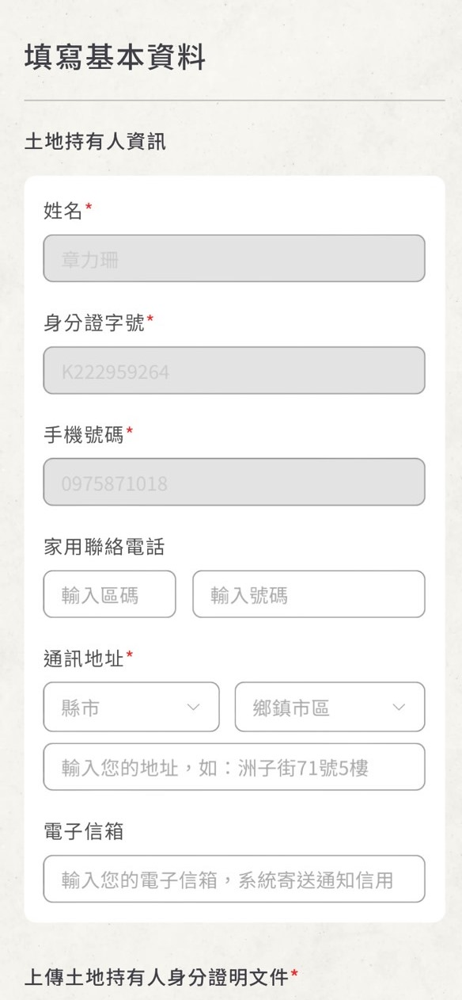 填寫基本資料
土地持有人資訊
姓名*
章力珊
身分證字號*
K222959264
手機號碼*
0975871018
家用聯絡電話
輸入區碼 輸入號碼
通訊地址*
縣市 鄉鎮市區
輸入您的地址，如：洲子街71號5樓
電子信箱
輸入您的電子信箱，系統寄送通知信用
上傳土地持有人身分證明文件*